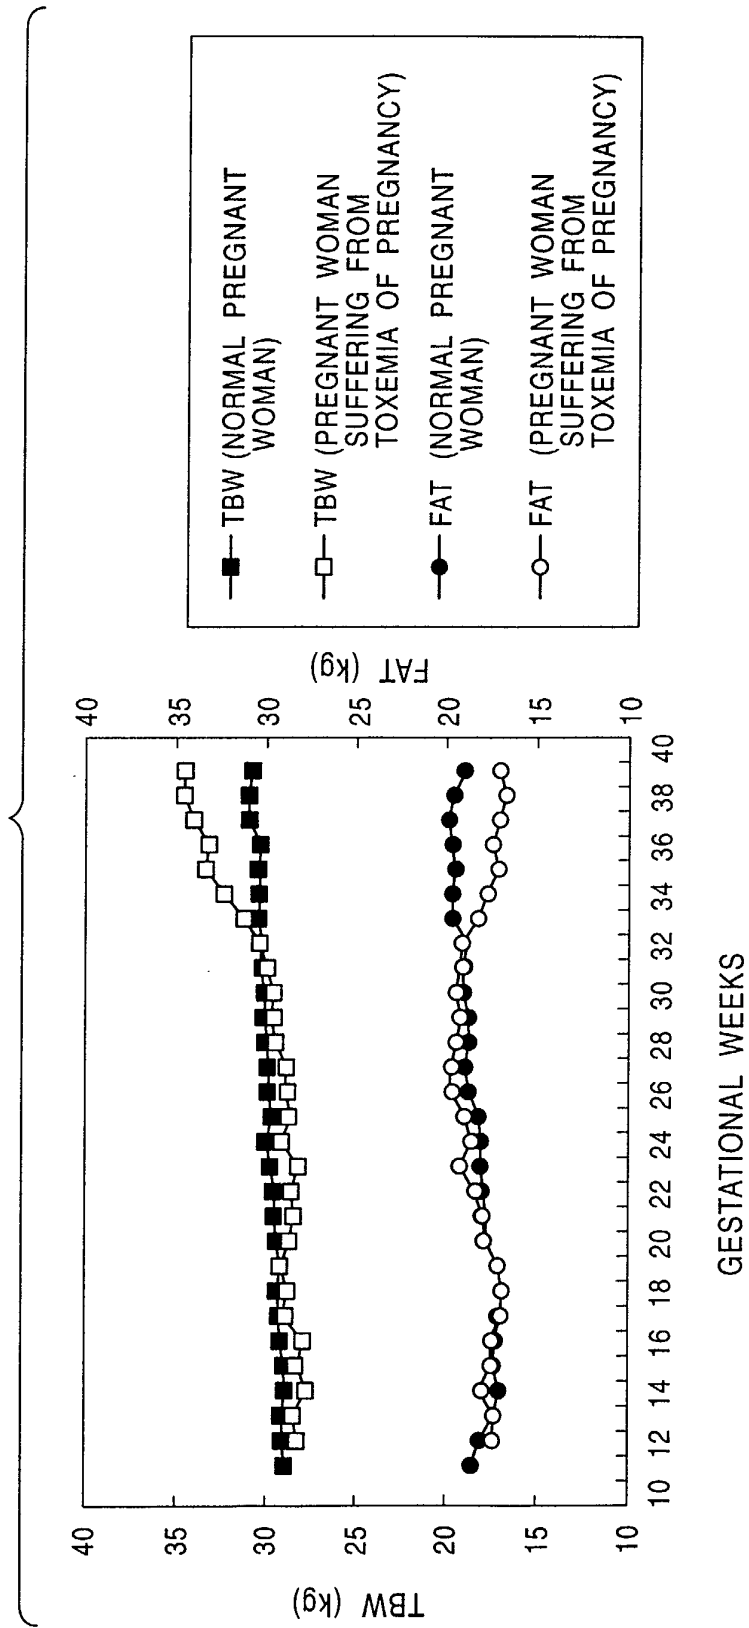 TBW (kg)
40
35
30
25
20
15
10
10 12 14 16 18 20 22 24 26 28 30 32 34 36 38 40
GESTATIONAL WEEKS
40
35
30
25
20
15
10
FAT (kg)
TBW (NORMAL PREGNANT
WOMAN)
TBW (PREGNANT WOMAN
SUFFERING FROM
TOXEMIA OF PREGNANCY)
FAT (NORMAL PREGNANT
WOMAN)
FAT (PREGNANT WOMAN
SUFFERING FROM
TOXEMIA OF PREGNANCY)